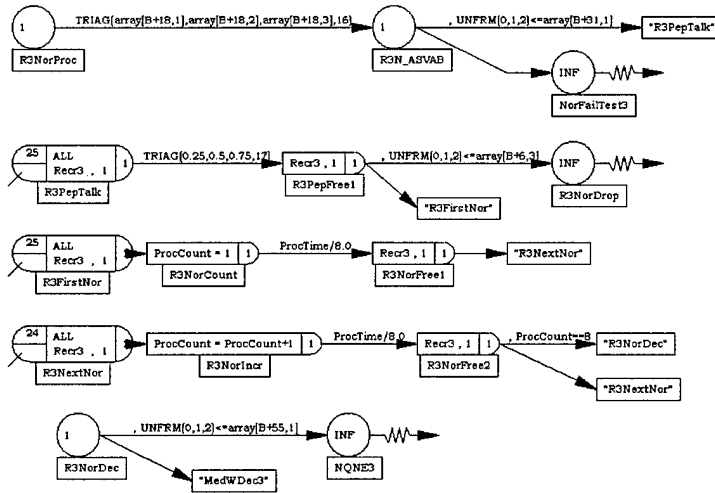 TRIAG(array[B+18,1],array[B+18,2],array[B+18,3],16)
, UNFRM(0,1,2)<=array[B+31,1]
1
1
"R3PepTalk"
R3NorProc
R3N_ASVAB
INF
NorFailTest3
25
ALL
Recr3 , 1
1
TRIAG(0.25,0.5,0.75,17)
Recr3 , 1
1
, UNFRM(0,1,2)<=array[B+6,3]
INF
R3PepTalk
R3PepFree1
R3NorDrop
"R3FirstNor"
25
ALL
Recr3 , 1
1
ProcCount = 1
1
ProcTime/8.0
Recr3 , 1
1
"R3NextNor"
R3FirstNor
R3NorCount
R3NorFree1
24
ALL
Recr3 , 1
1
ProcCount = ProcCount+1
1
ProcTime/8.0
Recr3 , 1
1
, ProcCount==8
"R3NorDec"
R3NextNor
R3NorIncr
R3NorFree2
"R3NextNor"
1
, UNFRM(0,1,2)<=array[B+55,1]
INF
R3NorDec
NQNE3
"MedWDec3"